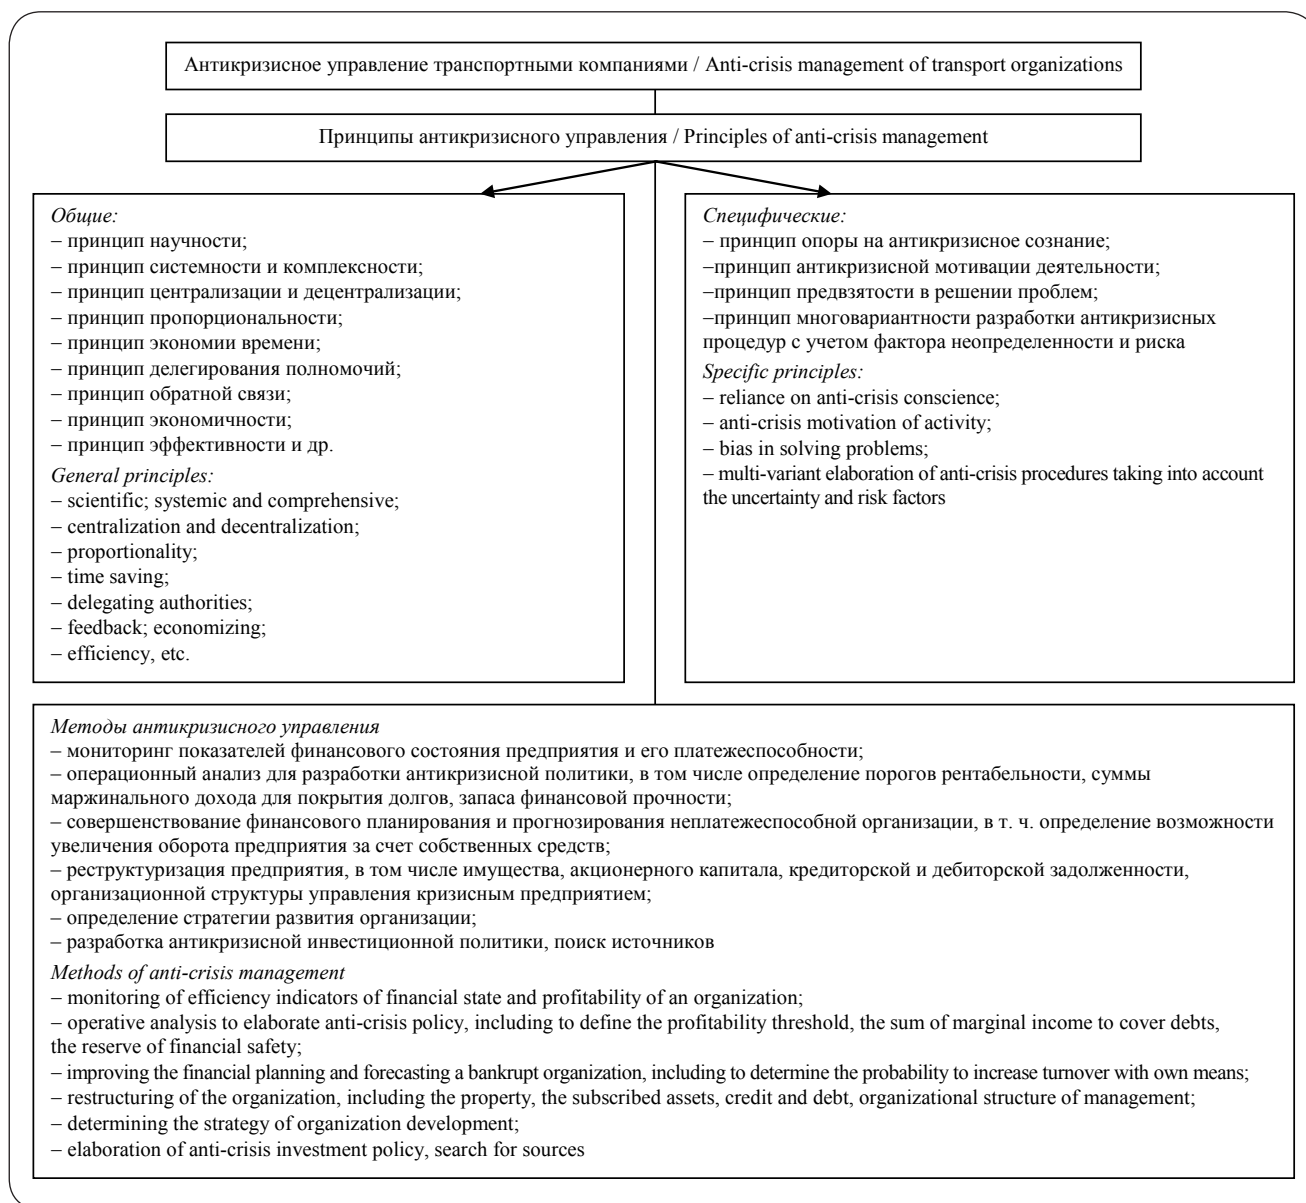 Антикризисное управление транспортными компаниями / Anti-crisis management of transport organizations
Принципы антикризисного управления / Principles of anti-crisis management
Общие:
– принцип научности;
– принцип системности и комплексности;
– принцип централизации и децентрализации;
– принцип пропорциональности;
– принцип экономии времени;
– принцип делегирования полномочий;
– принцип обратной связи;
– принцип экономичности;
– принцип эффективности и др.
General principles:
– scientific; systemic and comprehensive;
– centralization and decentralization;
– proportionality;
– time saving;
– delegating authorities;
– feedback; economizing;
– efficiency, etc.
Специфические:
– принцип опоры на антикризисное сознание;
–принцип антикризисной мотивации деятельности;
–принцип предвзятости в решении проблем;
–принцип многовариантности разработки антикризисных
процедур с учетом фактора неопределенности и риска
Specific principles:
– reliance on anti-crisis conscience;
– anti-crisis motivation of activity;
– bias in solving problems;
– multi-variant elaboration of anti-crisis procedures taking into account
the uncertainty and risk factors
Методы антикризисного управления
– мониторинг показателей финансового состояния предприятия и его платежеспособности;
– операционный анализ для разработки антикризисной политики, в том числе определение порогов рентабельности, суммы
маржинального дохода для покрытия долгов, запаса финансовой прочности;
– совершенствование финансового планирования и прогнозирования неплатежеспособной организации, в т. ч. определение возможности
увеличения оборота предприятия за счет собственных средств;
– реструктуризация предприятия, в том числе имущества, акционерного капитала, кредиторской и дебиторской задолженности,
организационной структуры управления кризисным предприятием;
– определение стратегии развития организации;
– разработка антикризисной инвестиционной политики, поиск источников
Methods of anti-crisis management
– monitoring of efficiency indicators of financial state and profitability of an organization;
– operative analysis to elaborate anti-crisis policy, including to define the profitability threshold, the sum of marginal income to cover debts,
the reserve of financial safety;
– improving the financial planning and forecasting a bankrupt organization, including to determine the probability to increase turnover with own means;
– restructuring of the organization, including the property, the subscribed assets, credit and debt, organizational structure of management;
– determining the strategy of organization development;
– elaboration of anti-crisis investment policy, search for sources